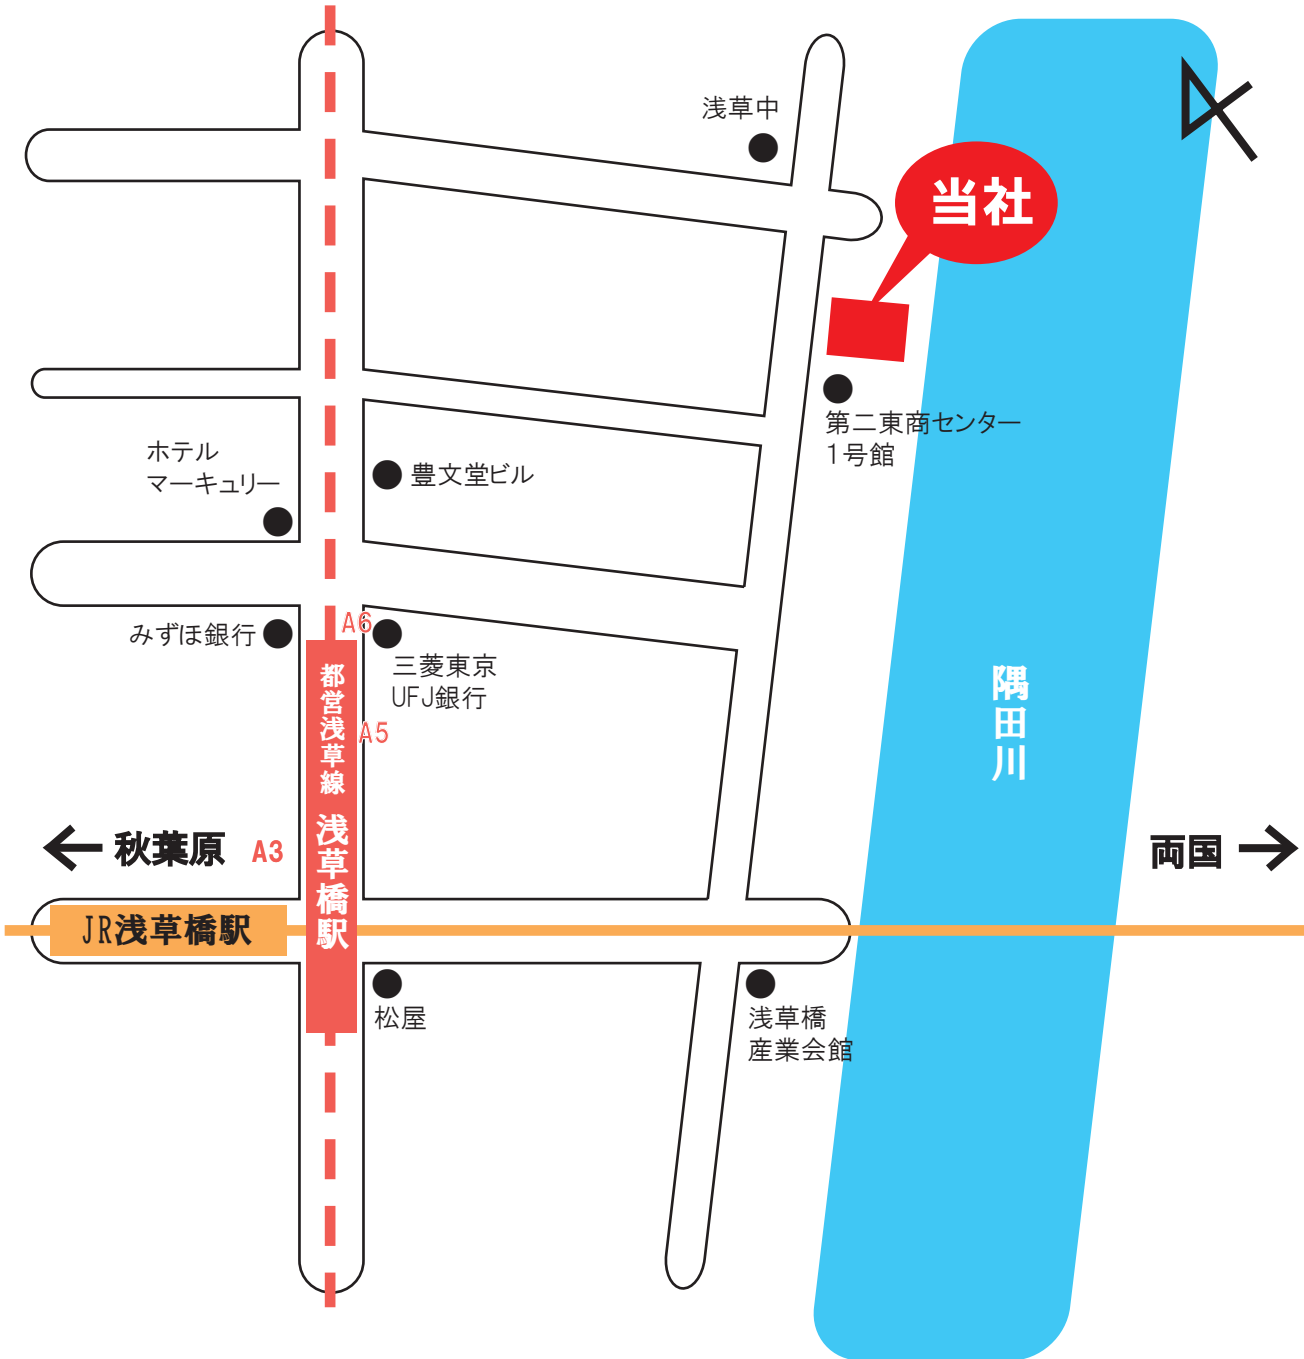 浅草中
当社
第二東商センター
1号館
ホテル
マーキュリー
豊文堂ビル
みずほ銀行
A6
三菱東京
UFJ銀行
A5
都営浅草線
浅草橋駅
隅田川
秋葉原
A3
両国
JR浅草橋駅
松屋
浅草橋
産業会館